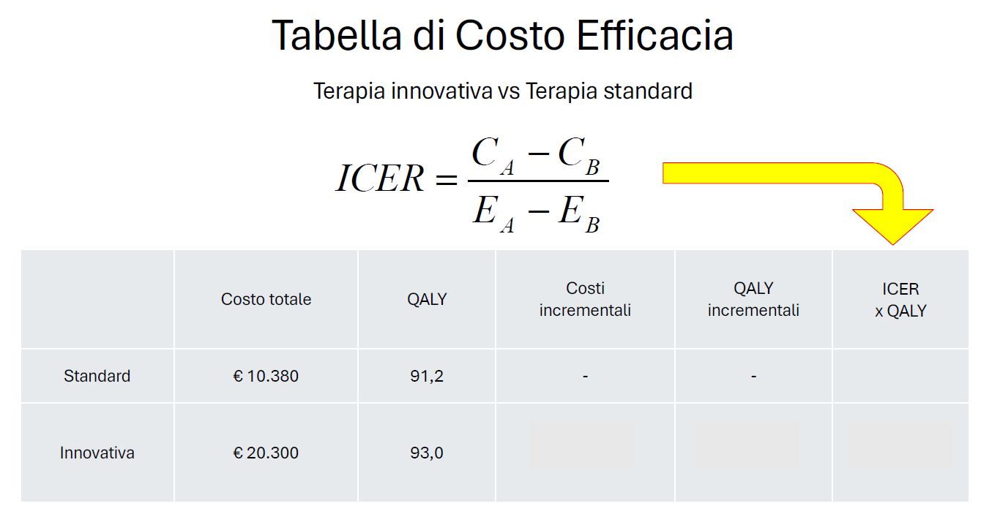 Tabella di Costo Efficacia
Terapia innovativa vs Terapia standard
ICER = (C_A − C_B) / (E_A − E_B)
Costo totale QALY Costi incrementali QALY incrementali ICER x QALY
Standard € 10.380 91,2 - -
Innovativa € 20.300 93,0